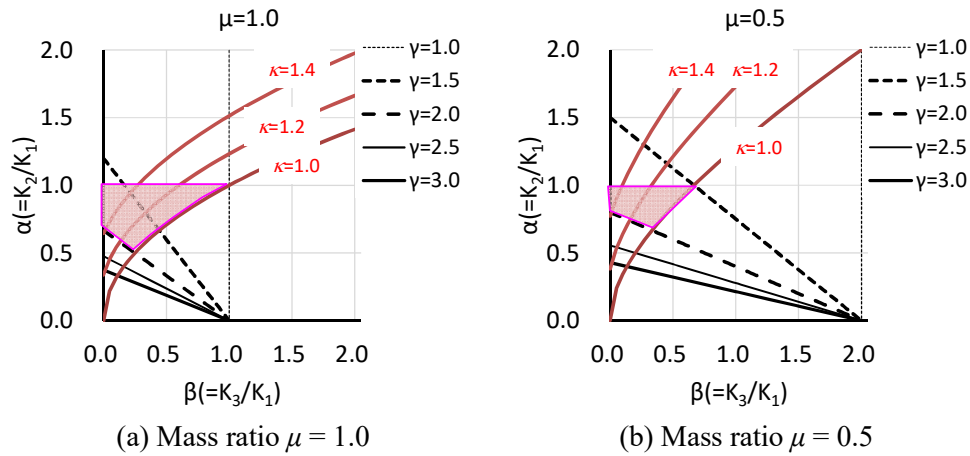 μ=1.0
2.0
1.5
1.0
0.5
0.0
α(=K₂/K₁)
κ=1.4
κ=1.2
κ=1.0
0.0 0.5 1.0 1.5 2.0
β(=K₃/K₁)
γ=1.0
γ=1.5
γ=2.0
γ=2.5
γ=3.0
(a) Mass ratio μ = 1.0
μ=0.5
2.0
1.5
1.0
0.5
0.0
α(=K₂/K₁)
κ=1.4
κ=1.2
κ=1.0
0.0 0.5 1.0 1.5 2.0
β(=K₃/K₁)
γ=1.0
γ=1.5
γ=2.0
γ=2.5
γ=3.0
(b) Mass ratio μ = 0.5